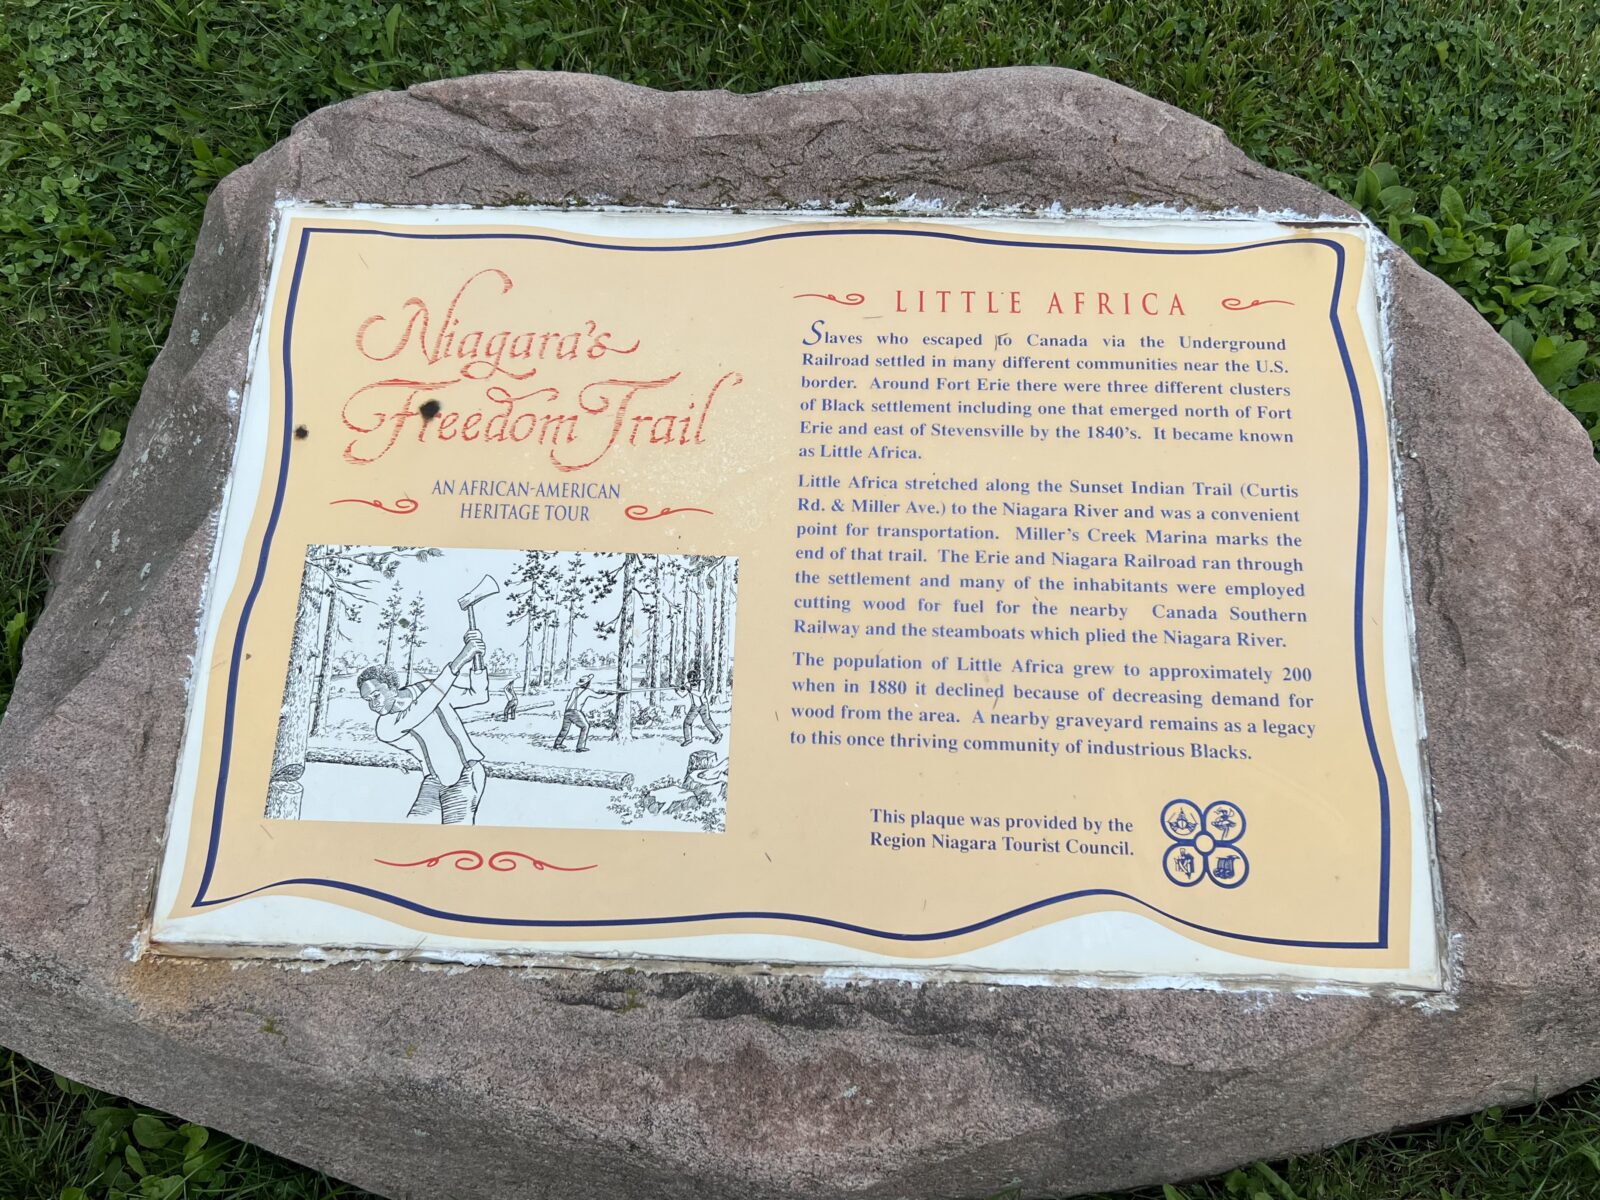 Niagara's
Freedom Trail
AN AFRICAN-AMERICAN
HERITAGE TOUR
LITTLE AFRICA
Slaves who escaped to Canada via the Underground
Railroad settled in many different communities near the U.S.
border. Around Fort Erie there were three different clusters
of Black settlement including one that emerged north of Fort
Erie and east of Stevensville by the 1840's. It became known
as Little Africa.
Little Africa stretched along the Sunset Indian Trail (Curtis
Rd. & Miller Ave.) to the Niagara River and was a convenient
point for transportation. Miller's Creek Marina marks the
end of that trail. The Erie and Niagara Railroad ran through
the settlement and many of the inhabitants were employed
cutting wood for fuel for the nearby Canada Southern
Railway and the steamboats which plied the Niagara River.
The population of Little Africa grew to approximately 200
when in 1880 it declined because of decreasing demand for
wood from the area. A nearby graveyard remains as a legacy
to this once thriving community of industrious Blacks.
This plaque was provided by the
Region Niagara Tourist Council.